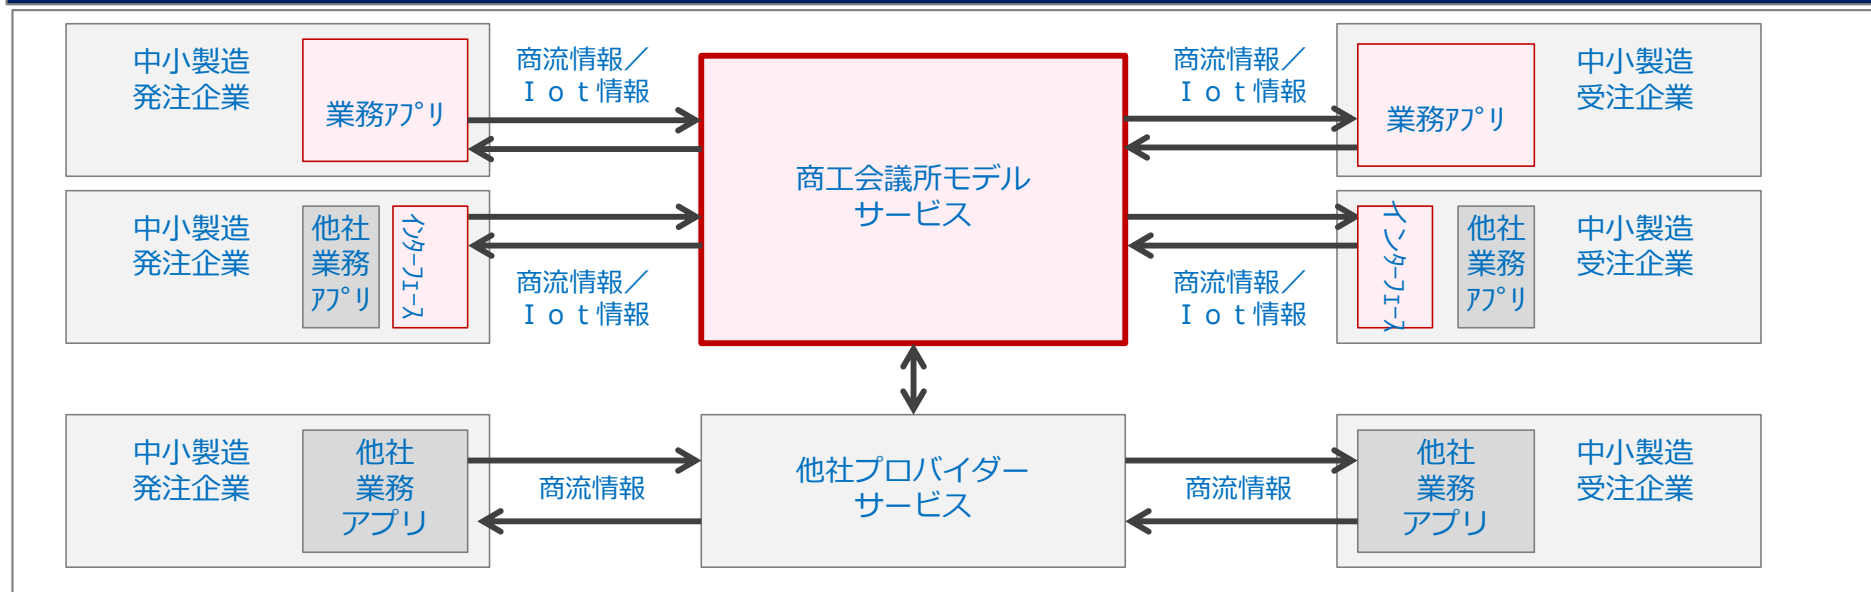 中小製造
発注企業
業務ｱﾌﾟﾘ
商流情報／
Ｉｏｔ情報
商工会議所モデル
サービス
商流情報／
Ｉｏｔ情報
業務ｱﾌﾟﾘ
中小製造
受注企業
中小製造
発注企業
他社
業務
ｱﾌﾟﾘ
ｲﾝﾀｰﾌｪｰｽ
商流情報／
Ｉｏｔ情報
商流情報／
Ｉｏｔ情報
インターフェース
他社
業務
ｱﾌﾟﾘ
中小製造
受注企業
中小製造
発注企業
他社
業務
アプリ
商流情報
他社プロバイダー
サービス
商流情報
他社
業務
アプリ
中小製造
受注企業